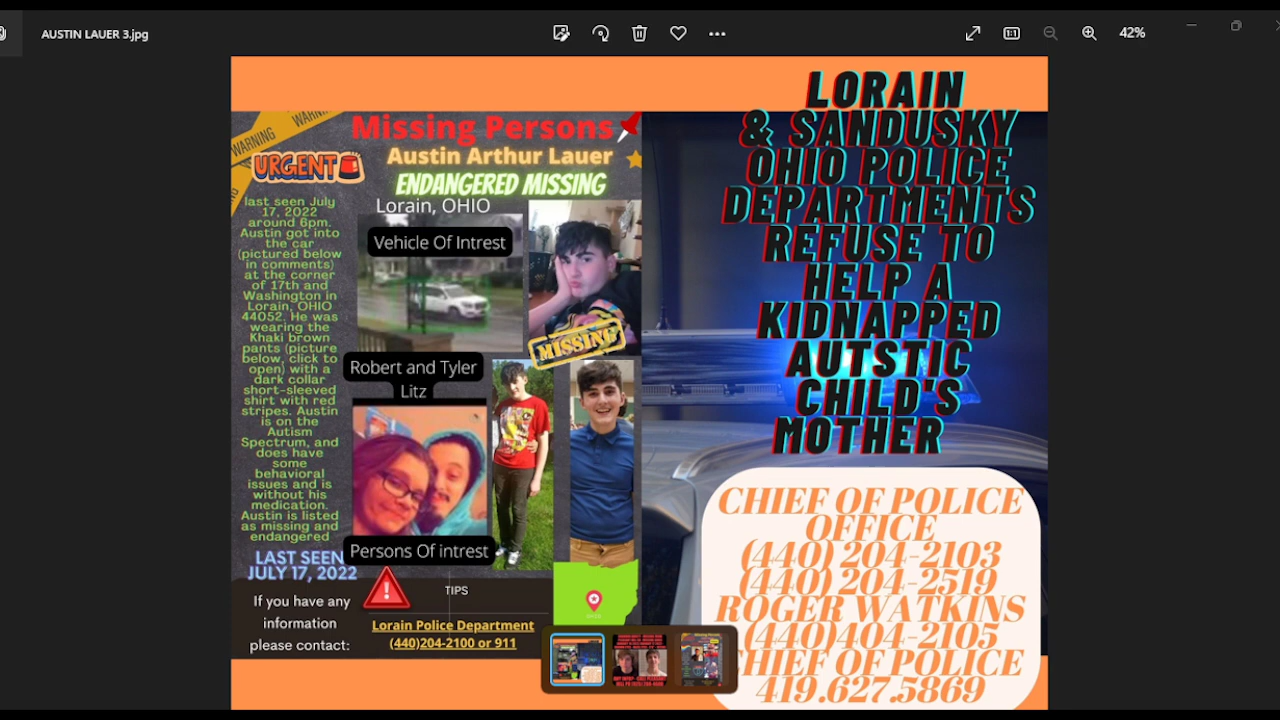 AUSTIN LAUER 3.jpg
42%
WARNING
WARNI
URGENT
Missing Persons
Austin Arthur Lauer
ENDANGERED MISSING
Lorain, OHIO
Vehicle Of Intrest
last seen July
17, 2022
around 6pm.
Austin got into
the car
(pictured below
in comments)
at the corner
of 17th and
Washington in
Lorain, OHIO
44052. He was
wearing the
Khaki brown
pants (picture
below, click to
open) with a
dark collar
short-sleeved
shirt with red
stripes. Austin
is on the
Autism
Spectrum, and
does have
some
behavioral
issues and is
without his
medication.
Austin is listed
as missing and
endangered
LAST SEEN
JULY 17, 2022
MISSING
Robert and Tyler
Litz
Persons Of intrest
If you have any
information
please contact:
TIPS
Lorain Police Department
(440)204-2100 or 911
LORAIN
& SANDUSKY
OHIO POLICE
DEPARTMENTS
REFUSE TO
HELP A
KIDNAPPED
AUTSTIC
CHILD'S
MOTHER
CHIEF OF POLICE
OFFICE
(440) 204-2103
(440) 204-2519
ROGER WATKINS
(440)404-2105
CHIEF OF POLICE
419.627.5869